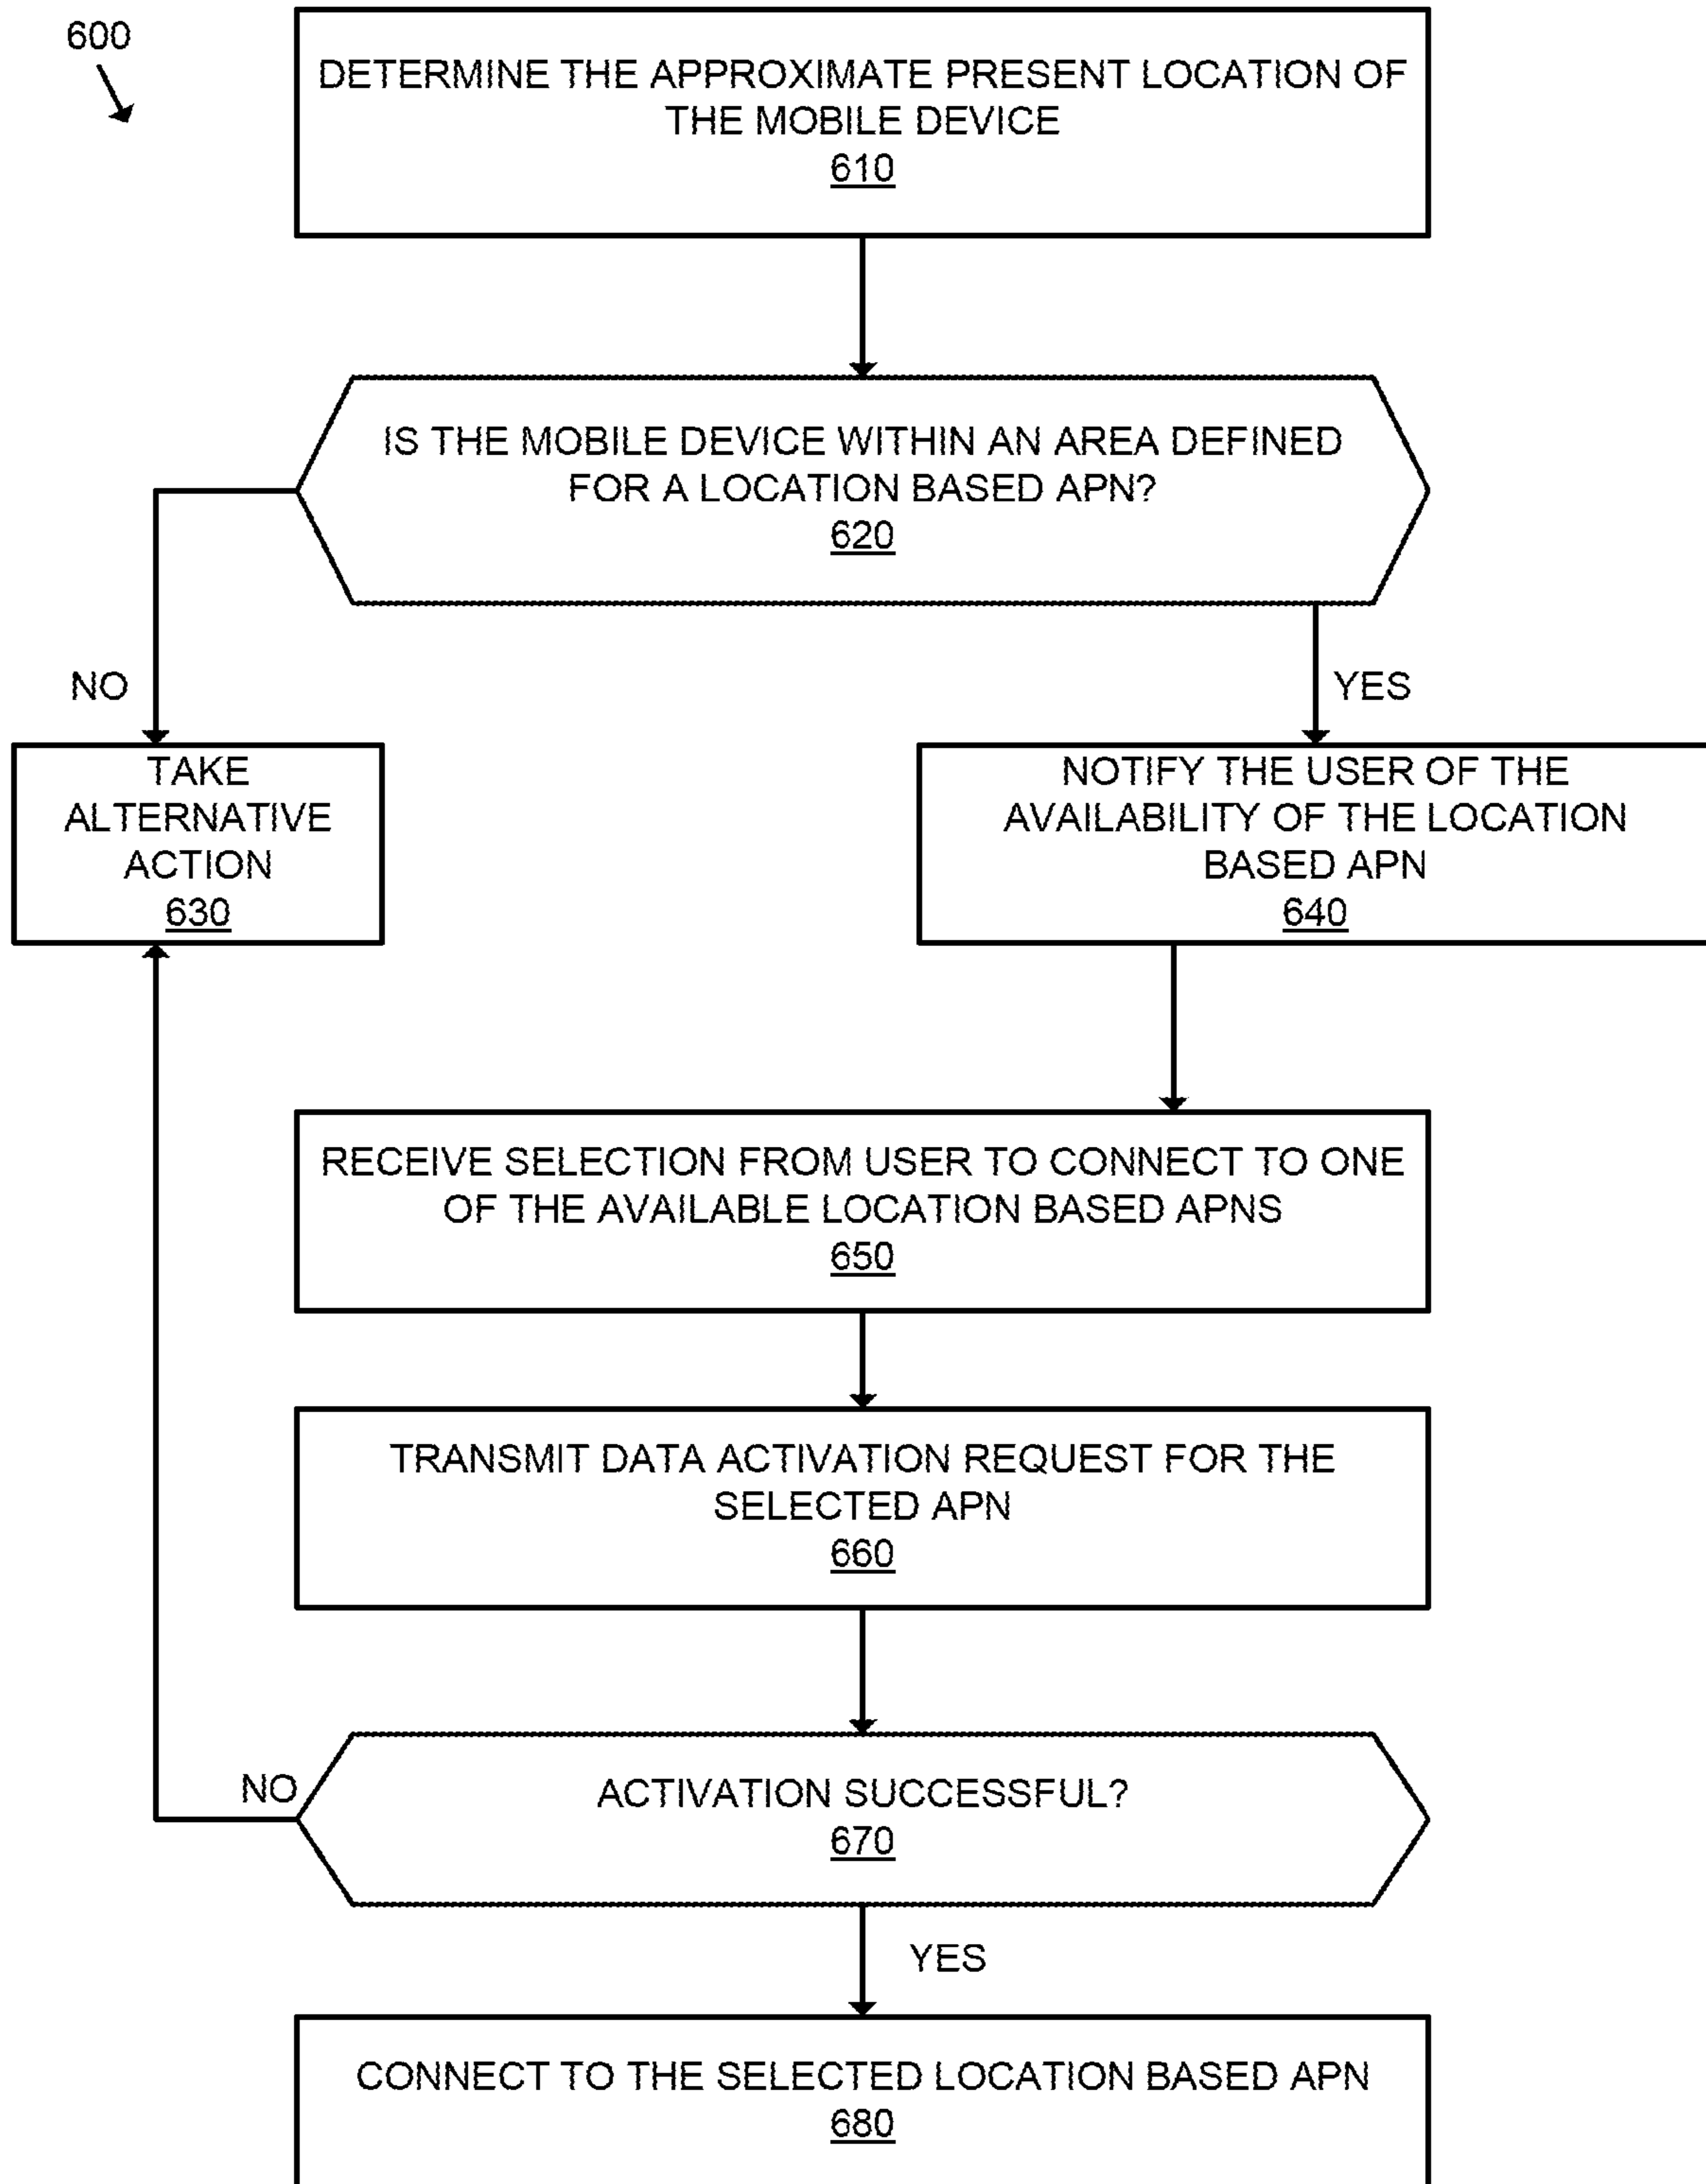 600
DETERMINE THE APPROXIMATE PRESENT LOCATION OF
THE MOBILE DEVICE
610
IS THE MOBILE DEVICE WITHIN AN AREA DEFINED
FOR A LOCATION BASED APN?
620
NO
YES
TAKE
ALTERNATIVE
ACTION
630
NOTIFY THE USER OF THE
AVAILABILITY OF THE LOCATION
BASED APN
640
RECEIVE SELECTION FROM USER TO CONNECT TO ONE
OF THE AVAILABLE LOCATION BASED APNS
650
TRANSMIT DATA ACTIVATION REQUEST FOR THE
SELECTED APN
660
NO
ACTIVATION SUCCESSFUL?
670
YES
CONNECT TO THE SELECTED LOCATION BASED APN
680